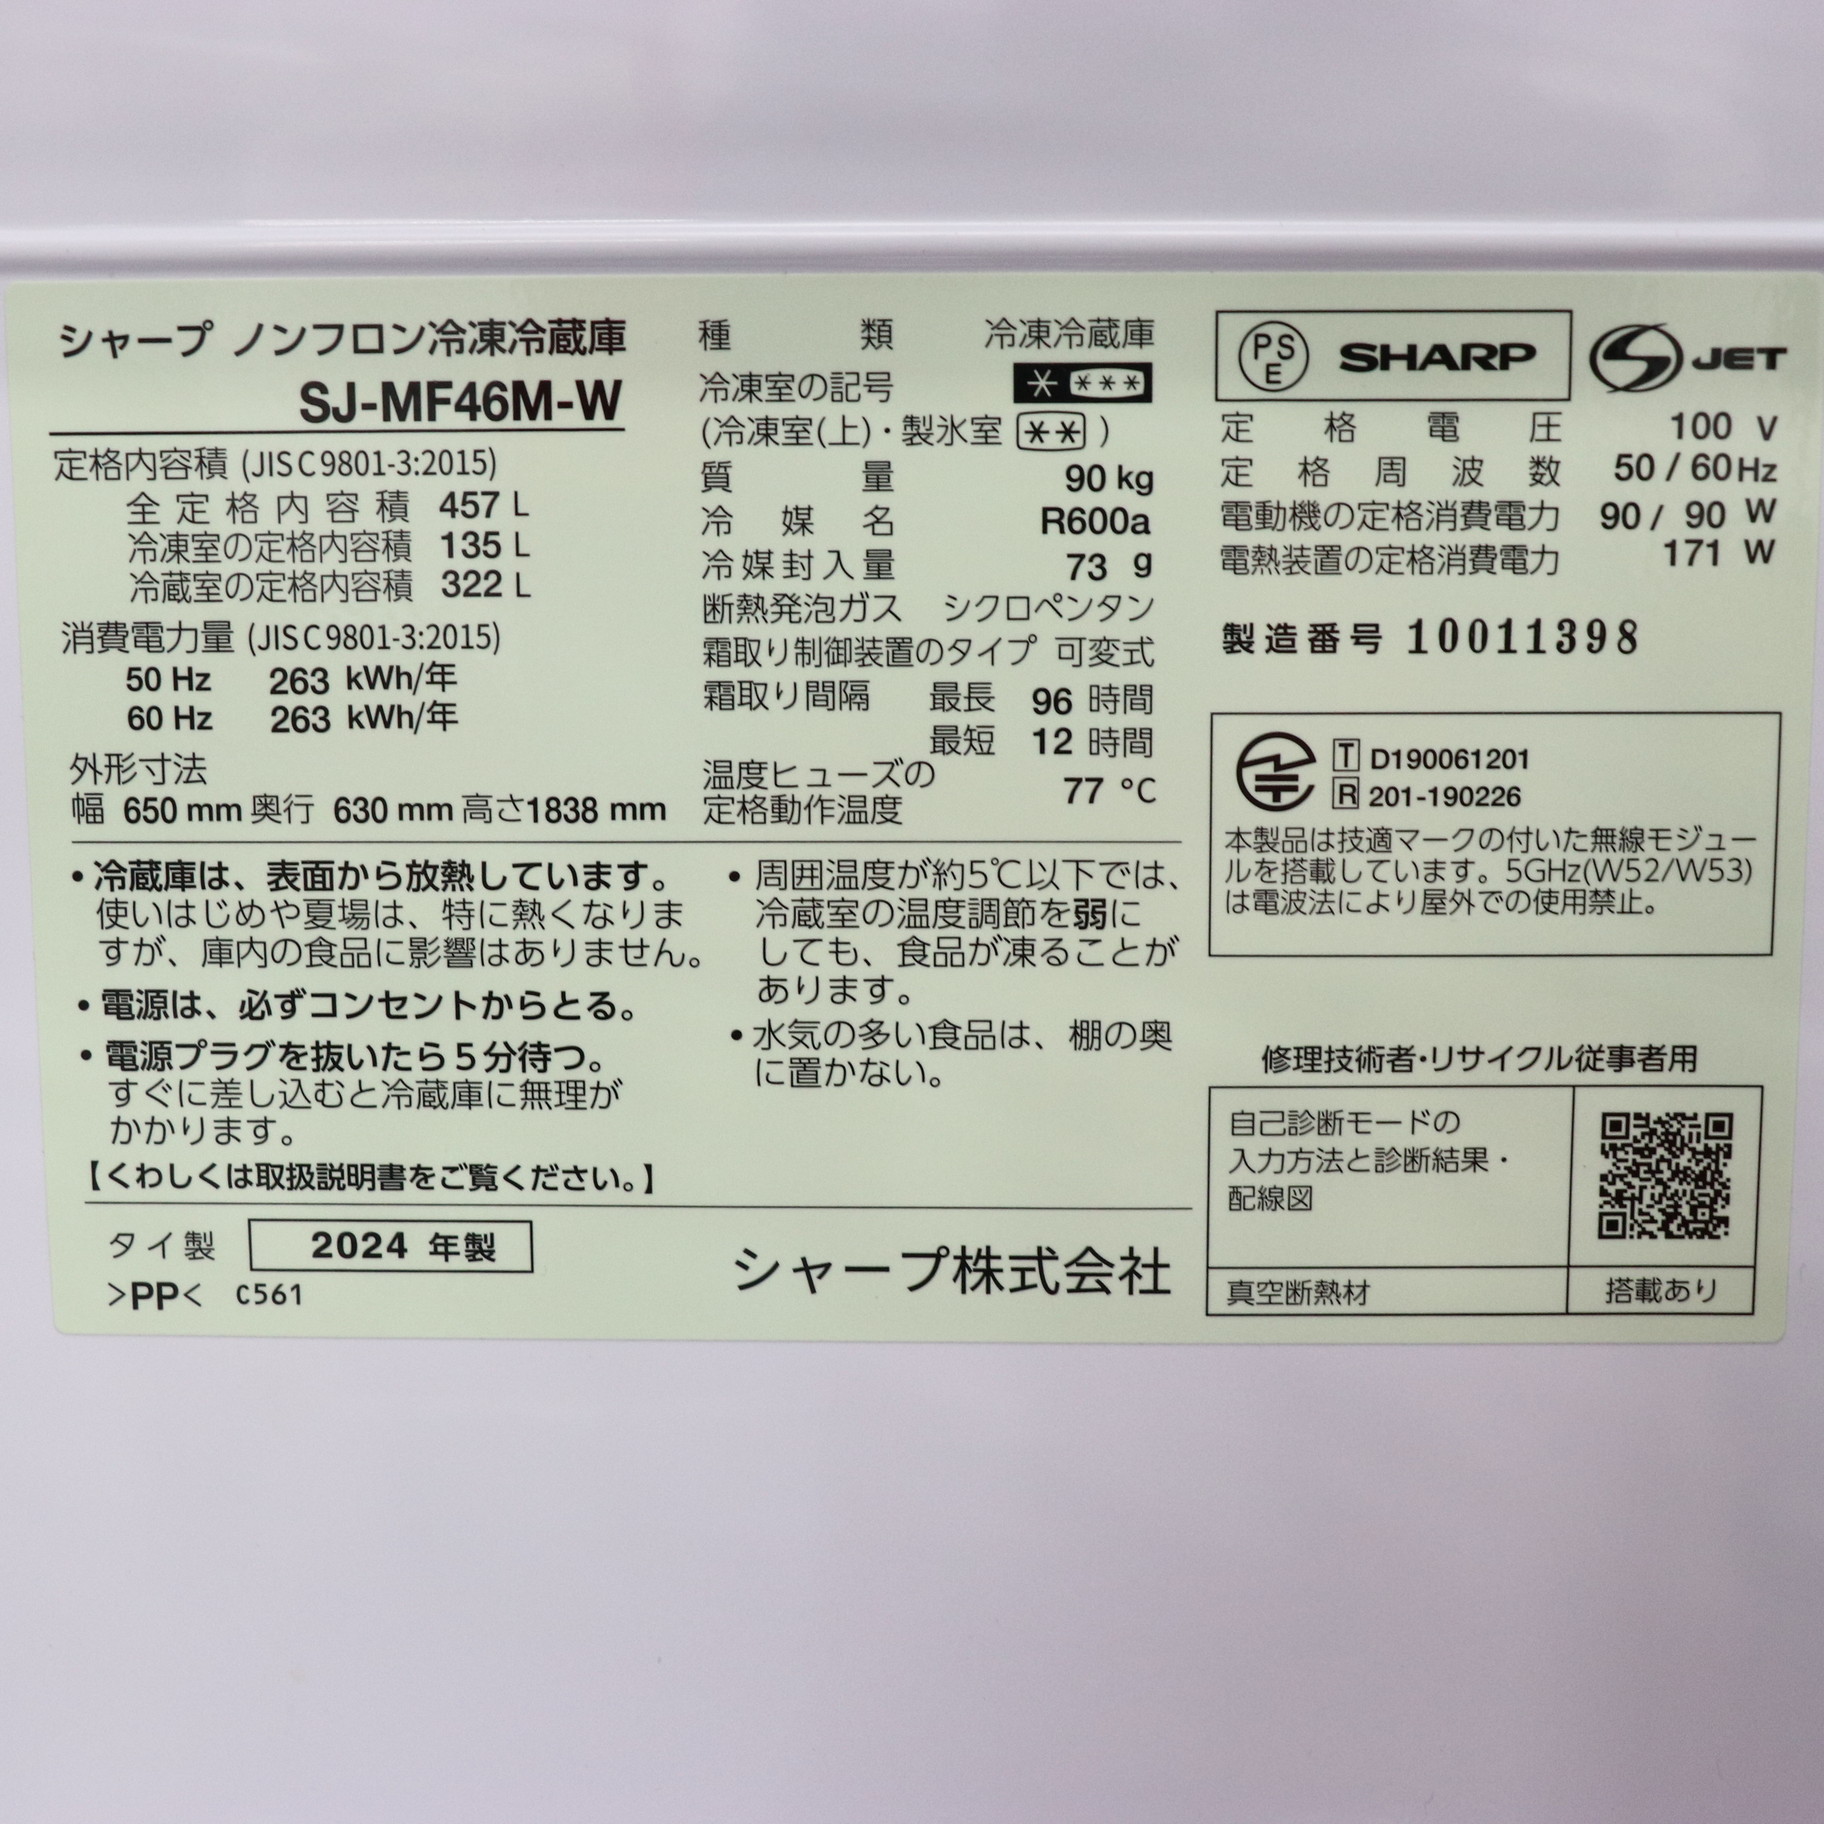 シャープ ノンフロン冷凍冷蔵庫
SJ-MF46M-W
定格内容積 (JIS C 9801-3:2015)
全定格内容積 457 L
冷凍室の定格内容積 135 L
冷蔵室の定格内容積 322 L
消費電力量 (JIS C 9801-3:2015)
50 Hz 263 kWh/年
60 Hz 263 kWh/年
外形寸法
幅 650 mm 奥行 630 mm 高さ1838 mm
種類 冷凍冷蔵庫
冷凍室の記号 * ***
(冷凍室(上)・製氷室 ** )
質量 90 kg
冷媒名 R600a
冷媒封入量 73 g
断熱発泡ガス シクロペンタン
霜取り制御装置のタイプ 可変式
霜取り間隔 最長 96 時間
最短 12 時間
温度ヒューズの
定格動作温度 77 °C
PSE SHARP JET
定格電圧 100 V
定格周波数 50 / 60Hz
電動機の定格消費電力 90 / 90 W
電熱装置の定格消費電力 171 W
製造番号 10011398
T D190061201
R 201-190226
本製品は技適マークの付いた無線モジュー
ルを搭載しています。5GHz(W52/W53)
は電波法により屋外での使用禁止。
・冷蔵庫は、表面から放熱しています。
使いはじめや夏場は、特に熱くなりま
すが、庫内の食品に影響はありません。
・電源は、必ずコンセントからとる。
・電源プラグを抜いたら5分待つ。
すぐに差し込むと冷蔵庫に無理が
かかります。
【くわしくは取扱説明書をご覧ください。】
・周囲温度が約5℃以下では、
冷蔵室の温度調節を弱に
しても、食品が凍ることが
あります。
・水気の多い食品は、棚の奥
に置かない。
修理技術者・リサイクル従事者用
自己診断モードの
入力方法と診断結果・
配線図
真空断熱材 搭載あり
タイ製 2024 年製
>PP< C561
シャープ株式会社